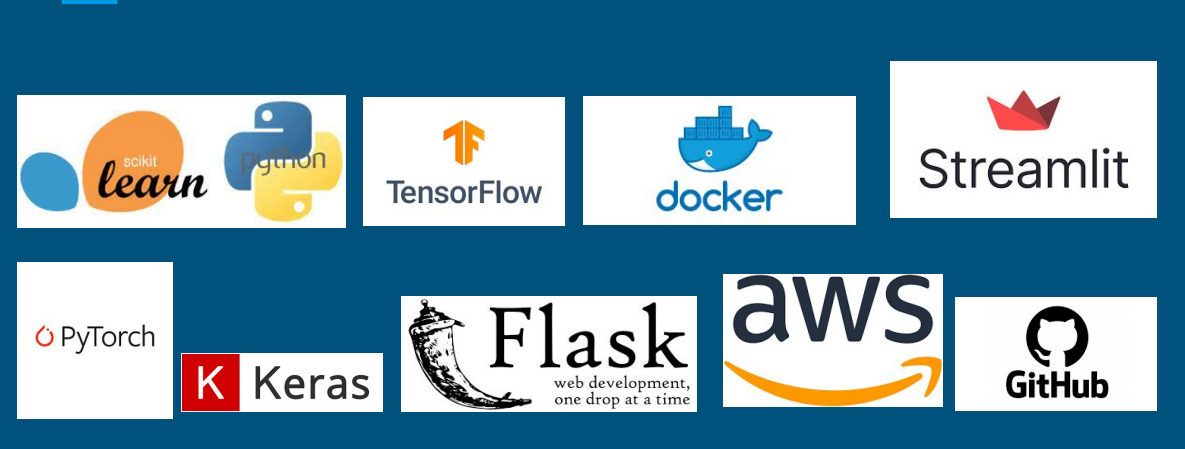 scikit
learn
python
TensorFlow
docker
Streamlit
PyTorch
K Keras
Flask
web development,
one drop at a time
aws
GitHub